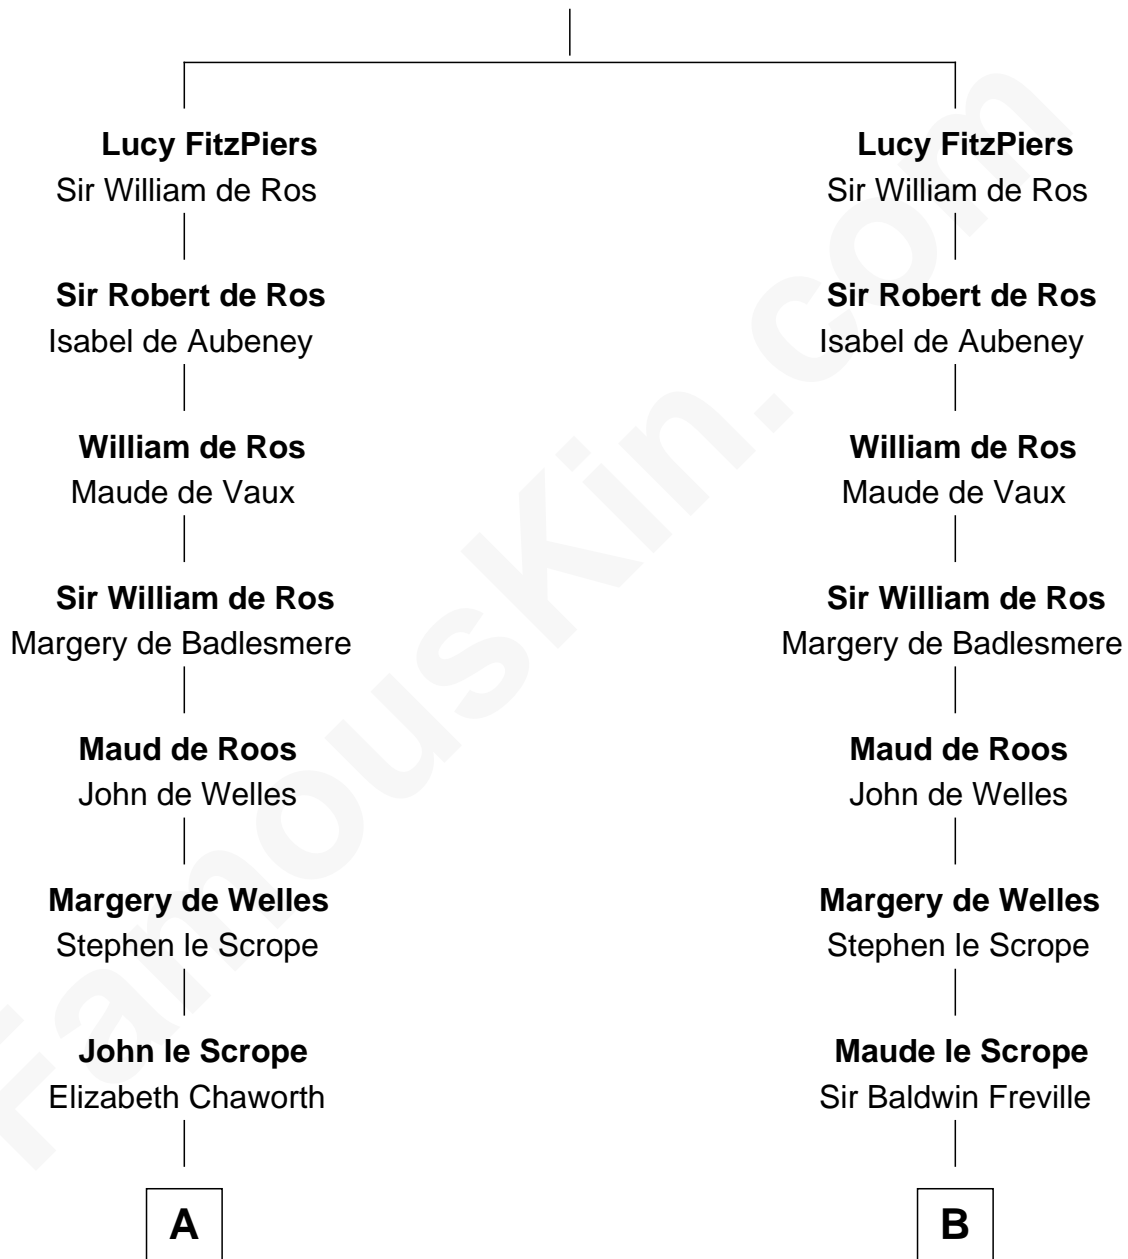 Lucy FitzPiers
Sir William de Ros
Sir Robert de Ros
Isabel de Aubeney
William de Ros
Maude de Vaux
Sir William de Ros
Margery de Badlesmere
Maud de Roos
John de Welles
Margery de Welles
Stephen le Scrope
John le Scrope
Elizabeth Chaworth
A
Lucy FitzPiers
Sir William de Ros
Sir Robert de Ros
Isabel de Aubeney
William de Ros
Maude de Vaux
Sir William de Ros
Margery de Badlesmere
Maud de Roos
John de Welles
Margery de Welles
Stephen le Scrope
Maude le Scrope
Sir Baldwin Freville
B
FamousKin.com